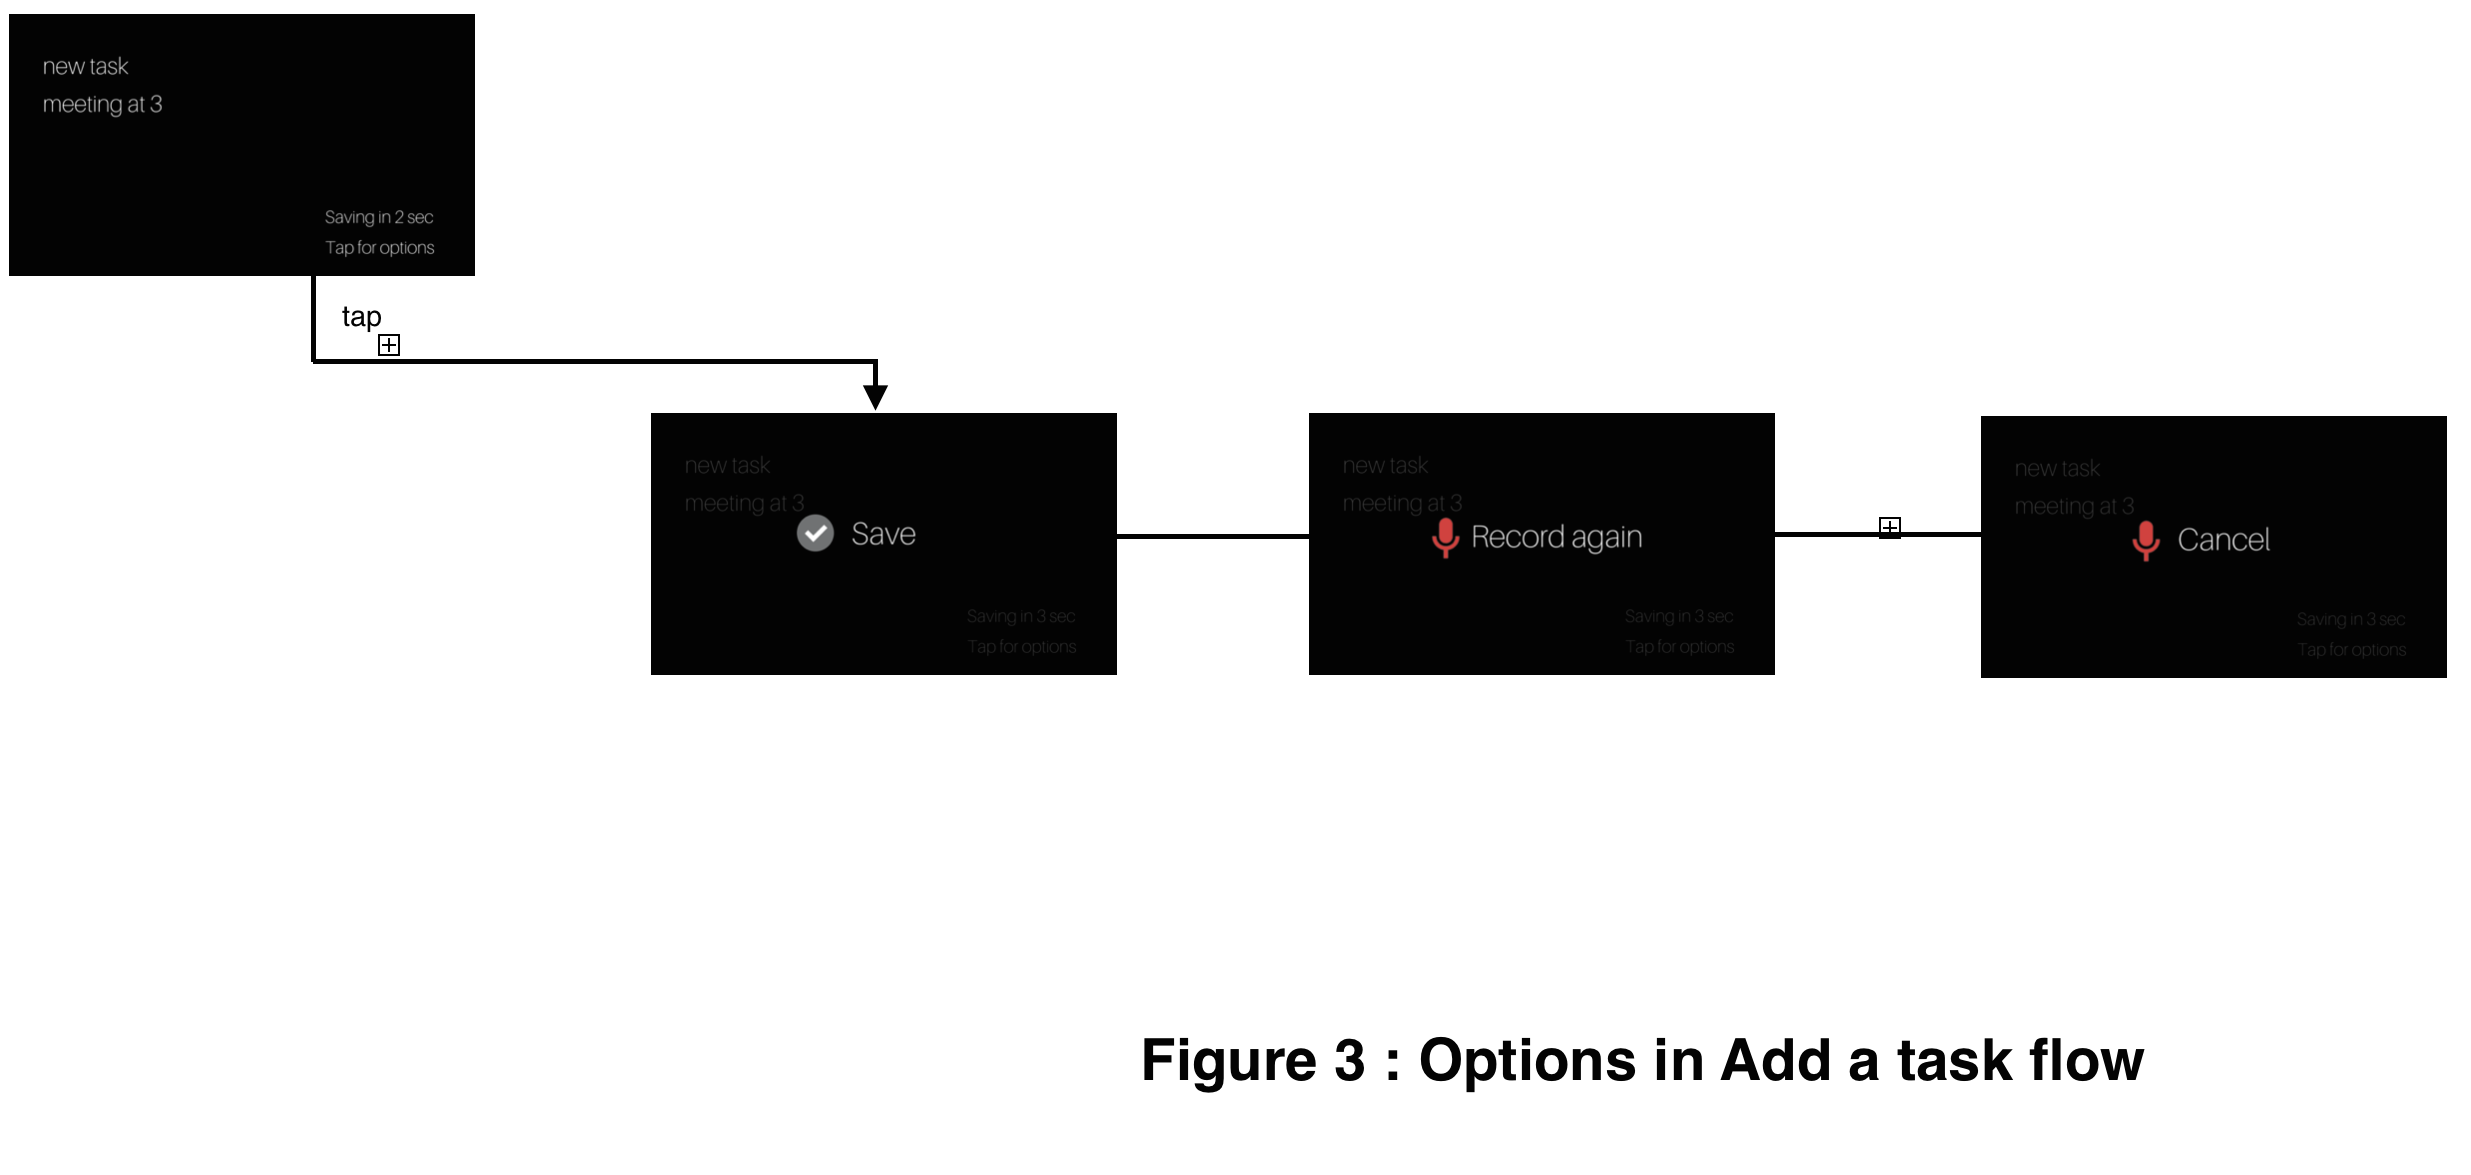 new task
meeting at 3
Saving in 2 sec
Tap for options
tap
new task
meeting at 3
Save
Saving in 3 sec
Tap for options
new task
meeting at 3
Record again
Saving in 3 sec
Tap for options
new task
meeting at 3
Cancel
Saving in 3 sec
Tap for options
Figure 3 : Options in Add a task flow